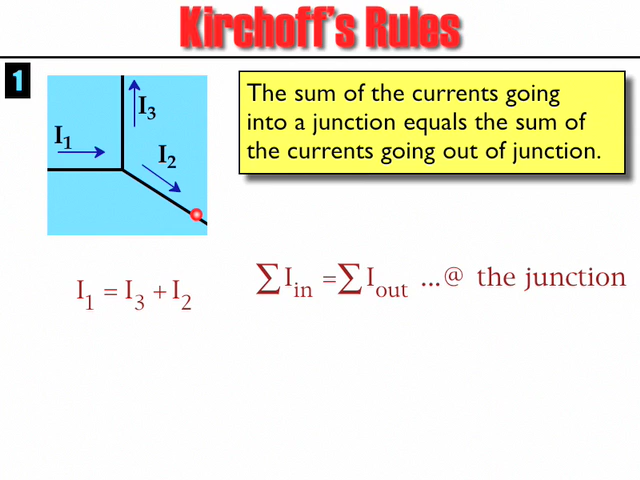 Kirchoff's Rules
1
The sum of the currents going
into a junction equals the sum of
the currents going out of junction.
I₃
I₁
I₂
I₁ = I₃ + I₂
∑ I_in = ∑ I_out ...@ the junction